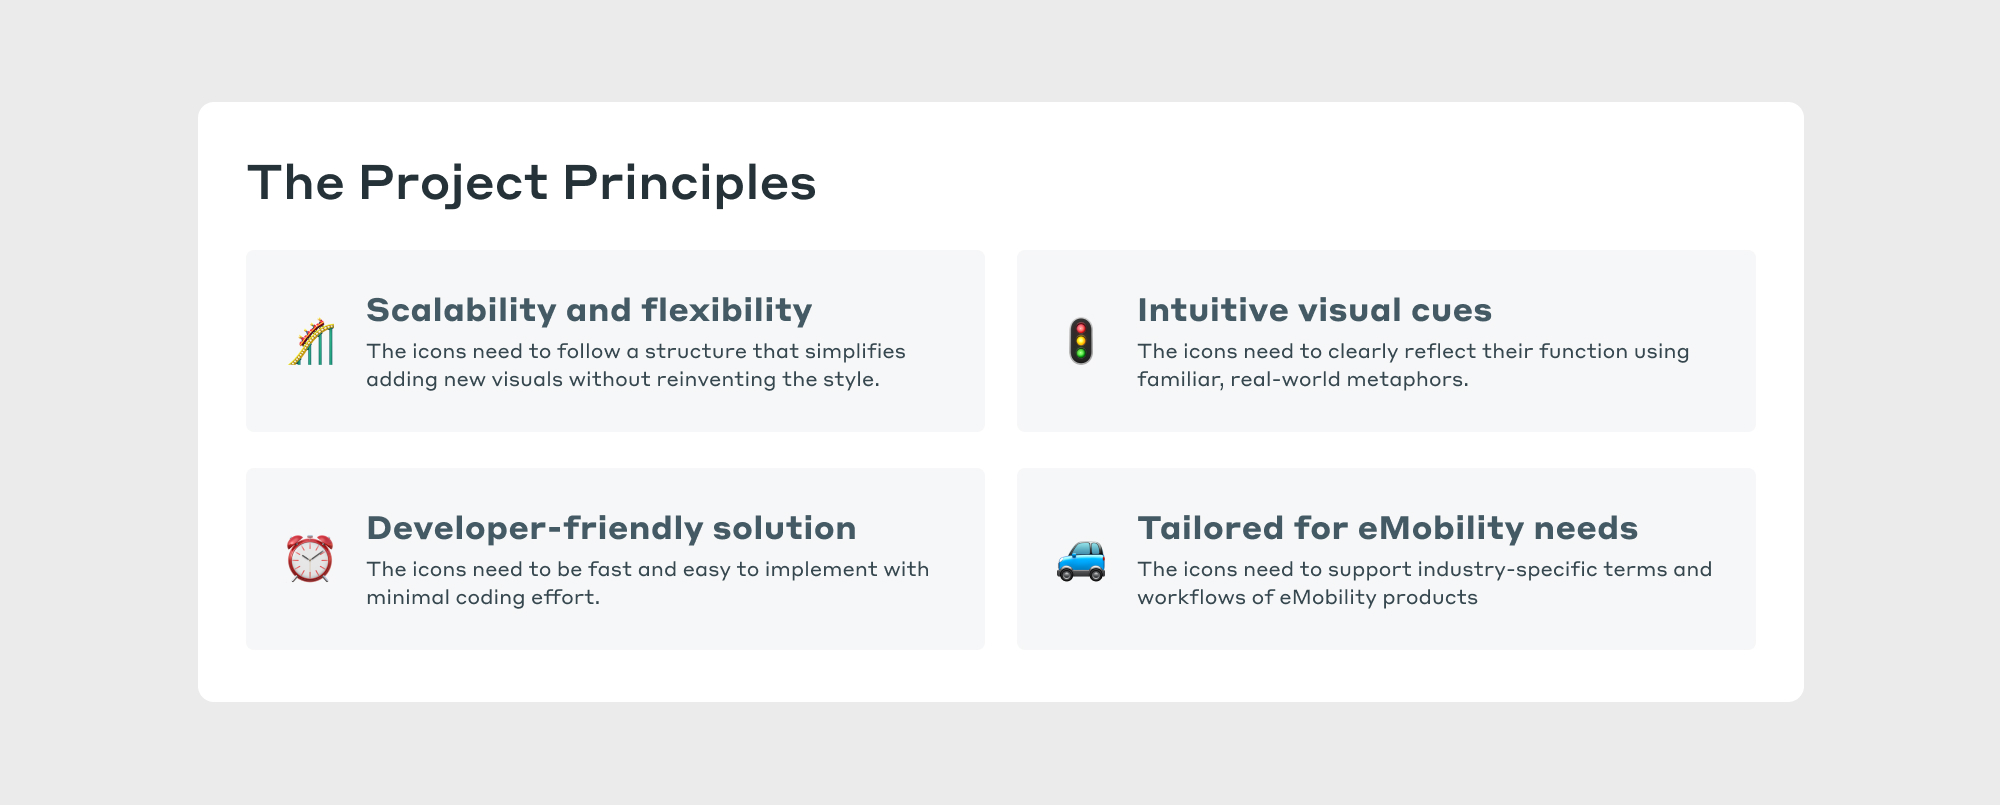 The Project Principles
Scalability and flexibility
The icons need to follow a structure that simplifies
adding new visuals without reinventing the style.
Intuitive visual cues
The icons need to clearly reflect their function using
familiar, real-world metaphors.
Developer-friendly solution
The icons need to be fast and easy to implement with
minimal coding effort.
Tailored for eMobility needs
The icons need to support industry-specific terms and
workflows of eMobility products